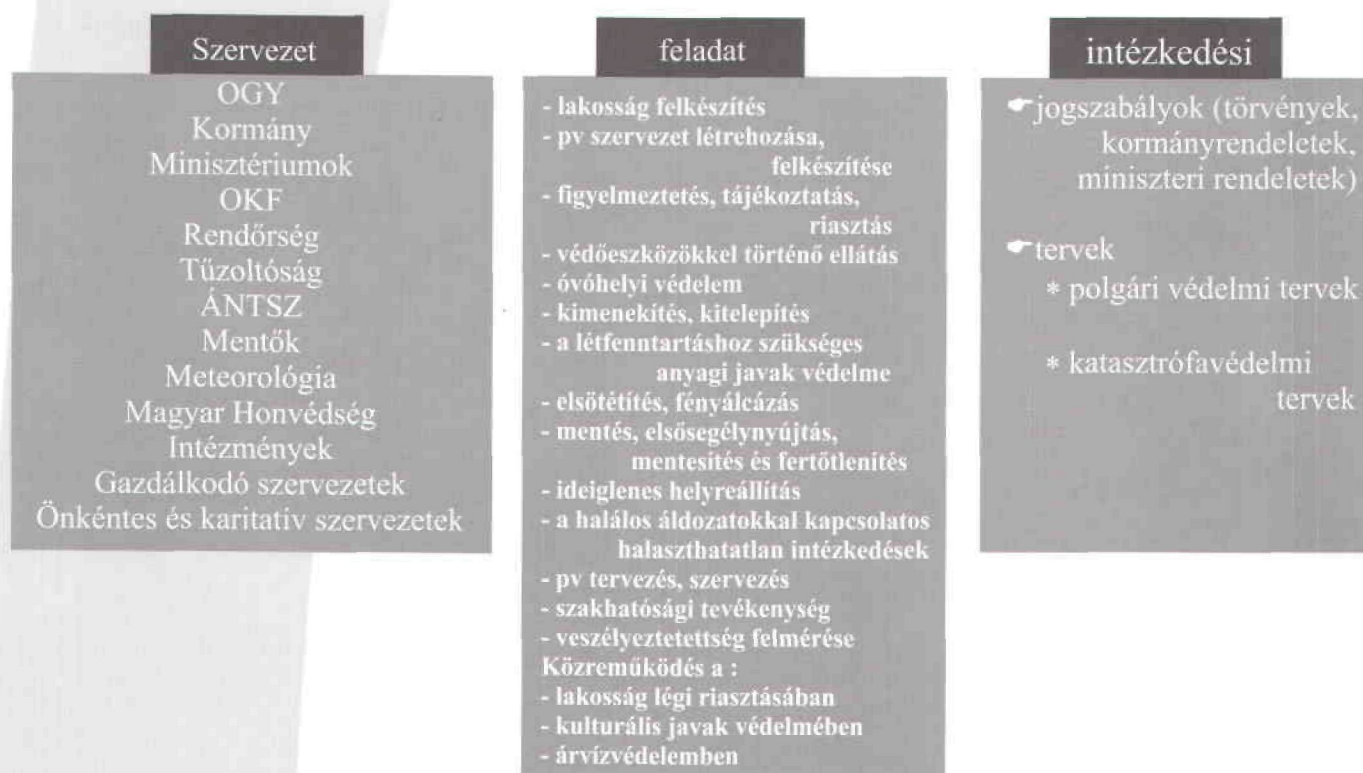 Szervezet
OGY
Kormány
Minisztériumok
OKF
Rendőrség
Tűzoltóság
ÁNTSZ
Mentők
Meteorológia
Magyar Honvédség
Intézmények
Gazdálkodó szervezetek
Önkéntes és karitatív szervezetek
feladat
- lakosság felkészítés
- pv szervezet létrehozása,
felkészítése
- figyelmeztetés, tájékoztatás,
riasztás
- védőeszközökkel történő ellátás
- óvóhelyi védelem
- kimenekítés, kitelepítés
- a létfenntartáshoz szükséges
anyagi javak védelme
- elsötétítés, fényálcázás
- mentés, elsősegélynyújtás,
mentesítés és fertőtlenítés
- ideiglenes helyreállítás
- a halálos áldozatokkal kapcsolatos
halaszthatatlan intézkedések
- pv tervezés, szervezés
- szakhatósági tevékenység
- veszélyeztetettség felmérése
Közreműködés a :
- lakosság légi riasztásában
- kulturális javak védelmében
- árvízvédelemben
intézkedési
☛jogszabályok (törvények,
kormányrendeletek,
miniszteri rendeletek)
☛tervek
* polgári védelmi tervek
* katasztrófavédelmi
tervek